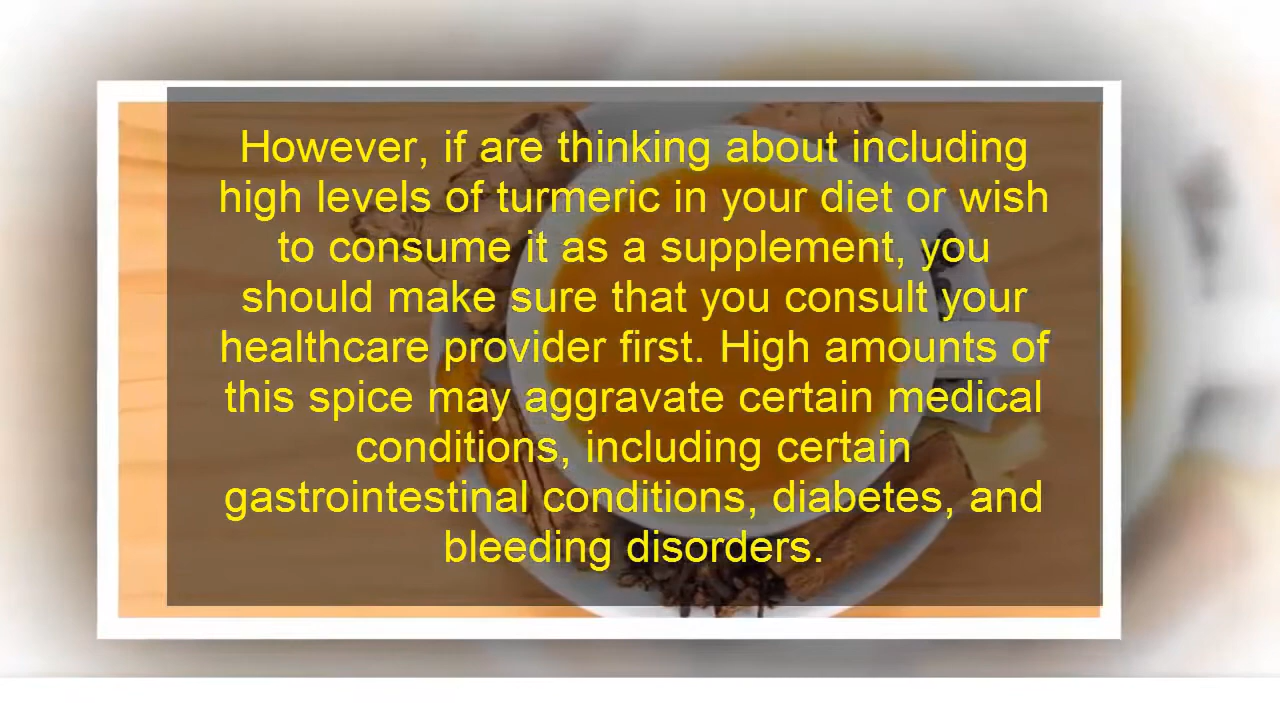 However, if are thinking about including
high levels of turmeric in your diet or wish
to consume it as a supplement, you
should make sure that you consult your
healthcare provider first. High amounts of
this spice may aggravate certain medical
conditions, including certain
gastrointestinal conditions, diabetes, and
bleeding disorders.